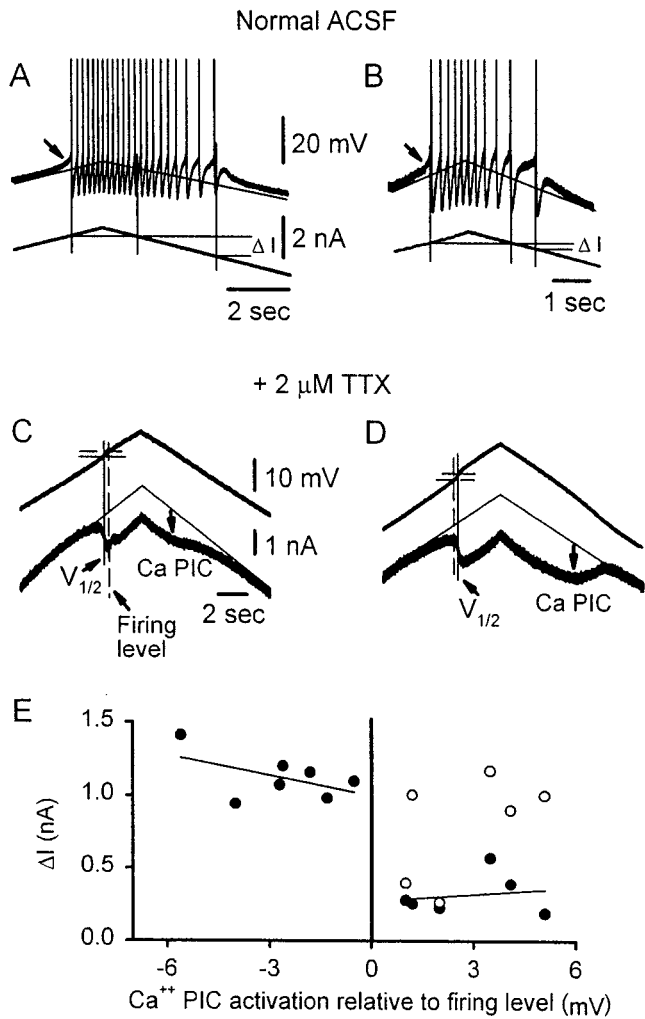 Normal ACSF
A
B
20 mV
Δ I
2 nA
Δ I
2 sec
1 sec
+ 2 μM TTX
C
D
10 mV
1 nA
V1/2
Ca PIC
2 sec
Firing
level
V1/2
Ca PIC
E
1.5
1.0
0.5
0.0
ΔI (nA)
-6
-3
0
3
6
Ca++ PIC activation relative to firing level (mV)